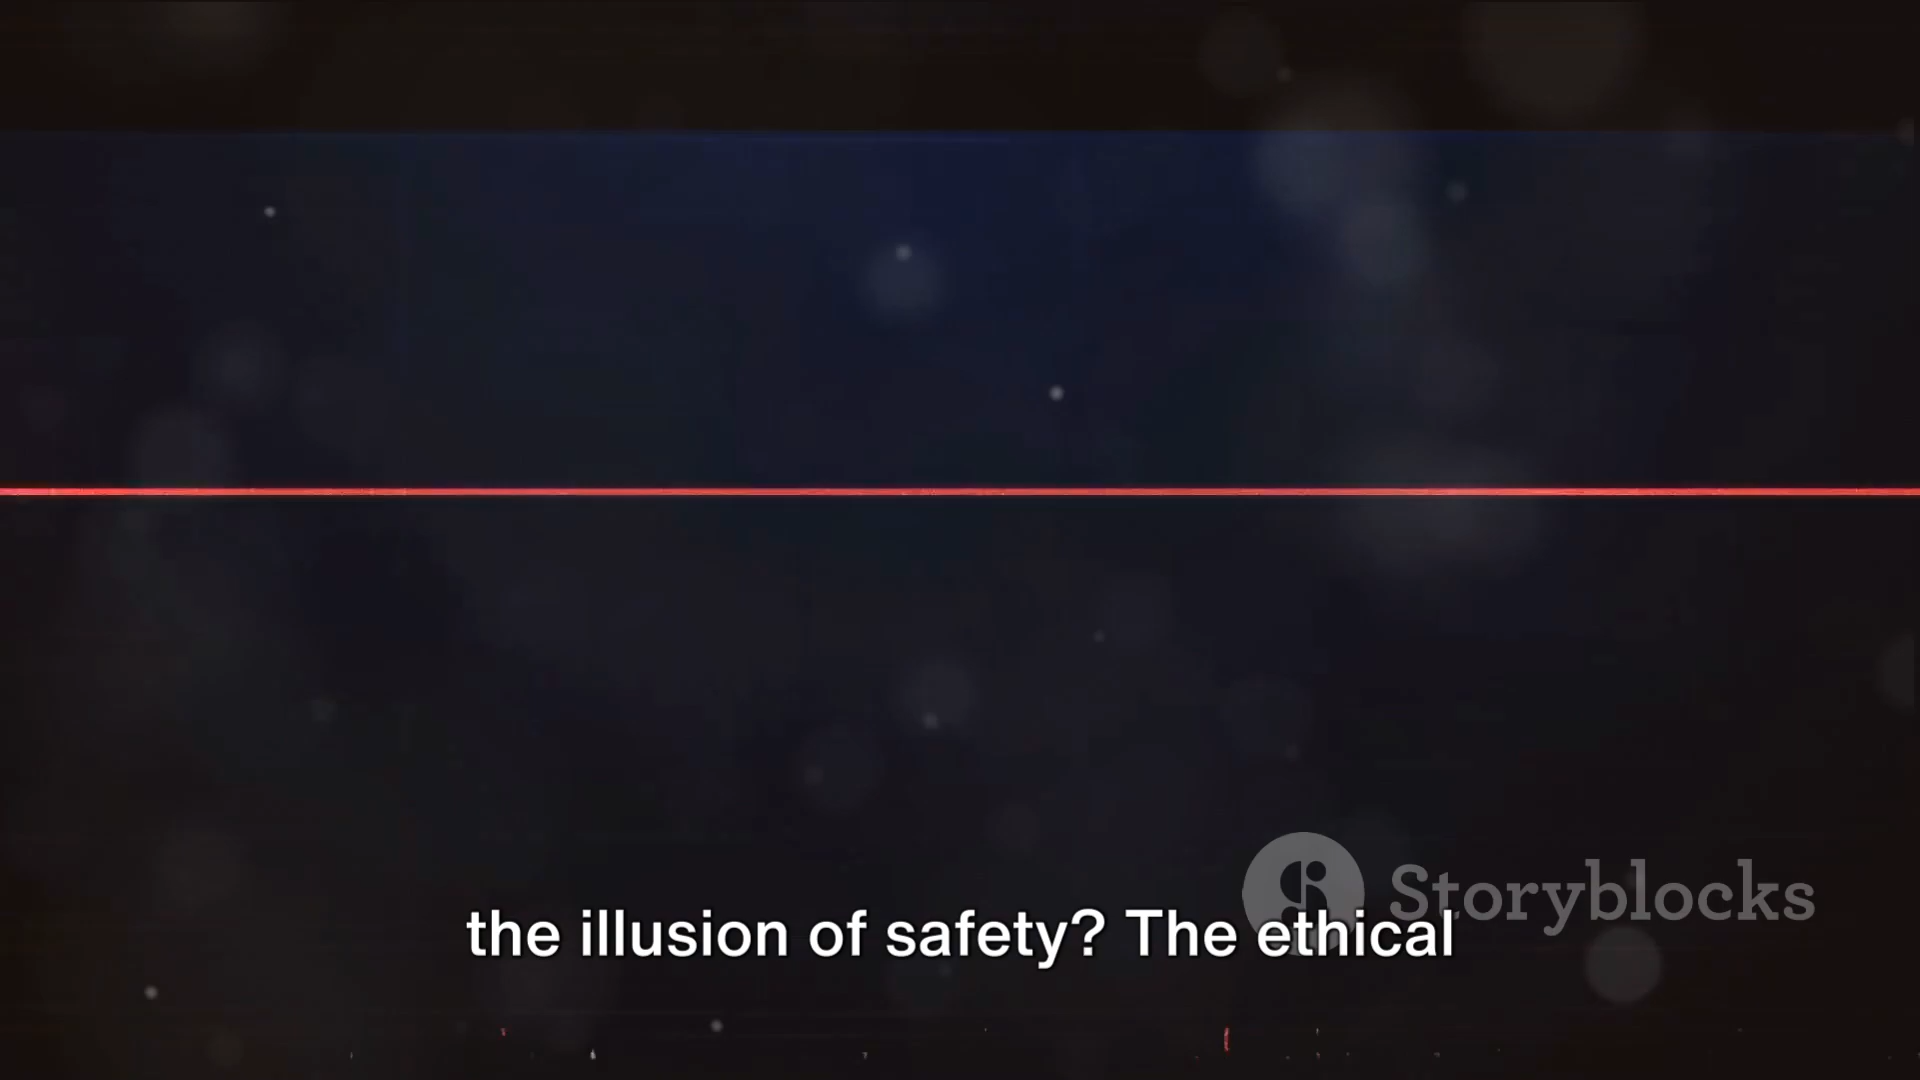 Storyblocks
the illusion of safety? The ethical